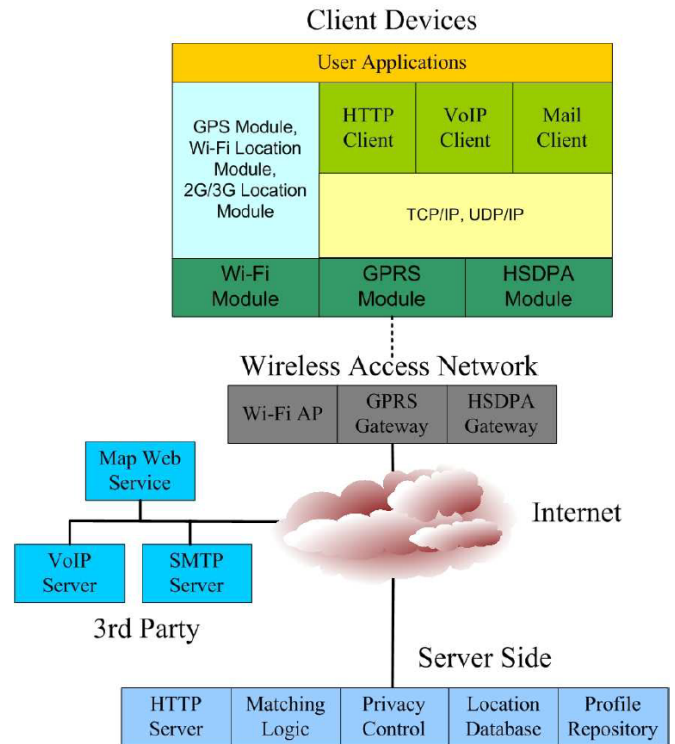 Client Devices
User Applications
GPS Module,
Wi-Fi Location
Module,
2G/3G Location
Module
HTTP
Client
VoIP
Client
Mail
Client
TCP/IP, UDP/IP
Wi-Fi
Module
GPRS
Module
HSDPA
Module
Wireless Access Network
Wi-Fi AP
GPRS
Gateway
HSDPA
Gateway
Map Web
Service
VoIP
Server
SMTP
Server
3rd Party
Internet
Server Side
HTTP
Server
Matching
Logic
Privacy
Control
Location
Database
Profile
Repository